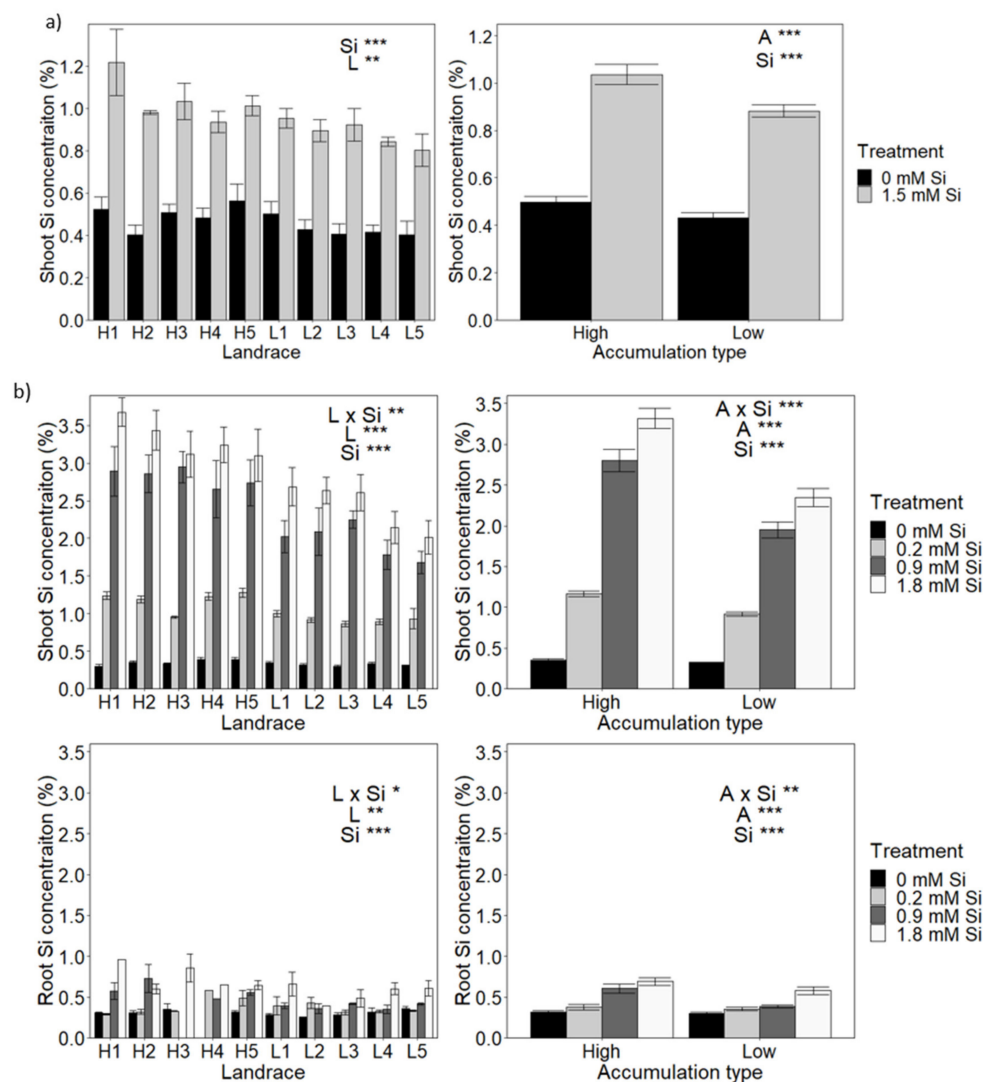 a)
Shoot Si concentraiton (%)
1.2
1.0
0.8
0.6
0.4
0.2
0.0
Si ***
L **
H1 H2 H3 H4 H5 L1 L2 L3 L4 L5
Landrace
Shoot Si concentraiton (%)
1.2
1.0
0.8
0.6
0.4
0.2
0.0
A ***
Si ***
High Low
Accumulation type
Treatment
0 mM Si
1.5 mM Si
b)
Shoot Si concentraiton (%)
3.5
3.0
2.5
2.0
1.5
1.0
0.5
0.0
L x Si **
L ***
Si ***
H1 H2 H3 H4 H5 L1 L2 L3 L4 L5
Landrace
Shoot Si concentraiton (%)
3.5
3.0
2.5
2.0
1.5
1.0
0.5
0.0
A x Si ***
A ***
Si ***
High Low
Accumulation type
Treatment
0 mM Si
0.2 mM Si
0.9 mM Si
1.8 mM Si
Root Si concentraiton (%)
3.5
3.0
2.5
2.0
1.5
1.0
0.5
0.0
L x Si *
L **
Si ***
H1 H2 H3 H4 H5 L1 L2 L3 L4 L5
Landrace
Root Si concentraiton (%)
3.5
3.0
2.5
2.0
1.5
1.0
0.5
0.0
A x Si **
A ***
Si ***
High Low
Accumulation type
Treatment
0 mM Si
0.2 mM Si
0.9 mM Si
1.8 mM Si